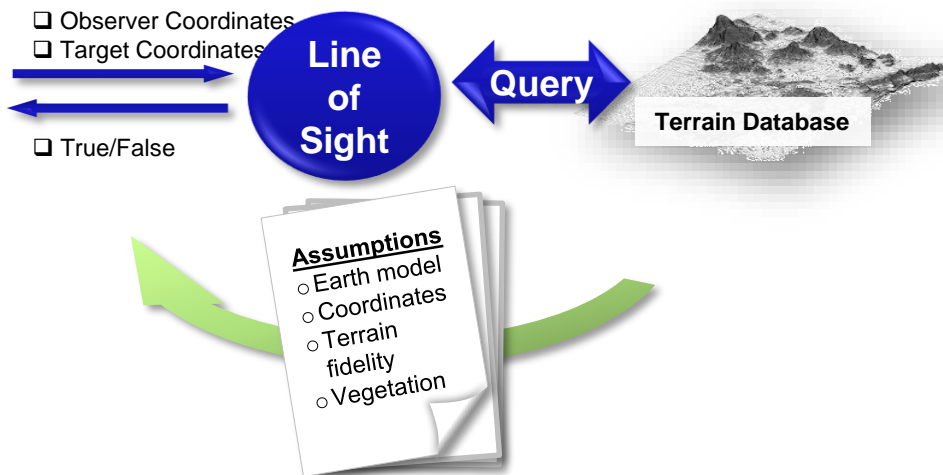 ❑ Observer Coordinates
❑ Target Coordinates
Line
of
Sight
Query
Terrain Database
❑ True/False
Assumptions
○ Earth model
○ Coordinates
○ Terrain
fidelity
○ Vegetation